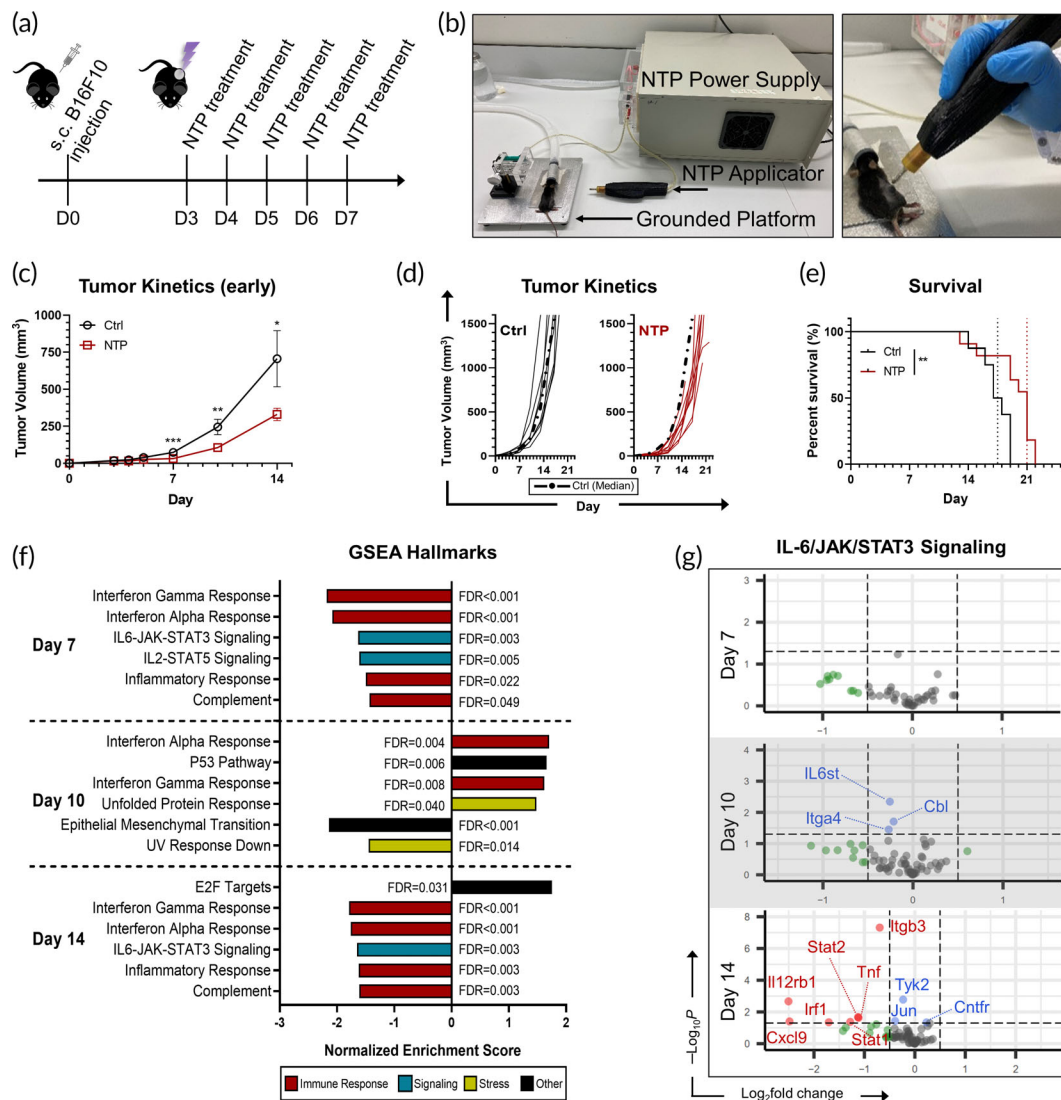 (a)
s.c. B16F10
injection
NTP treatment
NTP treatment
NTP treatment
NTP treatment
NTP treatment
D0
D3
D4
D5
D6
D7
(b)
NTP Power Supply
NTP Applicator
Grounded Platform
(c)
Tumor Kinetics (early)
Tumor Volume (mm³)
1000
750
500
250
0
Ctrl
NTP
***
**
*
0
7
14
Day
(d)
Tumor Kinetics
Tumor Volume (mm³)
Ctrl
1500
1000
500
0
0
7
14
21
NTP
1500
1000
500
0
0
7
14
21
Ctrl (Median)
Day
(e)
Survival
Percent survival (%)
100
50
0
Ctrl
NTP
**
0
7
14
21
Day
(f)
GSEA Hallmarks
Day 7
Interferon Gamma Response FDR<0.001
Interferon Alpha Response FDR<0.001
IL6-JAK-STAT3 Signaling FDR=0.003
IL2-STAT5 Signaling FDR=0.005
Inflammatory Response FDR=0.022
Complement FDR=0.049
Day 10
Interferon Alpha Response FDR=0.004
P53 Pathway FDR=0.006
Interferon Gamma Response FDR=0.008
Unfolded Protein Response FDR=0.040
Epithelial Mesenchymal Transition FDR<0.001
UV Response Down FDR=0.014
Day 14
E2F Targets FDR=0.031
Interferon Gamma Response FDR<0.001
Interferon Alpha Response FDR<0.001
IL6-JAK-STAT3 Signaling FDR=0.003
Inflammatory Response FDR=0.003
Complement FDR=0.003
-3 -2 -1 0 1 2
Normalized Enrichment Score
Immune Response Signaling Stress Other
(g)
IL-6/JAK/STAT3 Signaling
Day 7
3
2
1
0
−1 0 1
Day 10
4
3
2
1
0
IL6st
Cbl
Itga4
−1 0 1
Day 14
8
6
4
2
0
Itgb3
Stat2
Tnf
Il12rb1
Tyk2
Irf1
Jun
Cntfr
Cxcl9
Stat1
−2 −1 0 1
–Log₁₀P
Log₂fold change